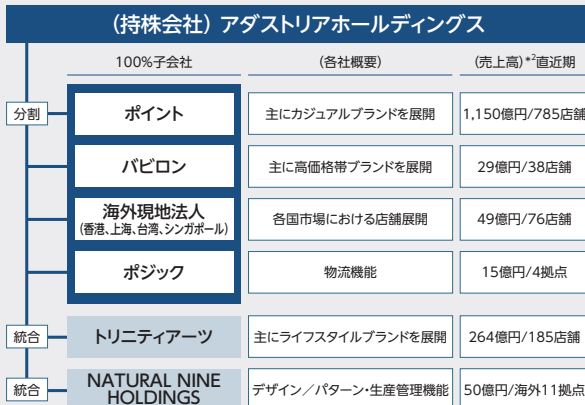 (持株会社) アダストリアホールディングス
100%子会社
(各社概要)
(売上高)*2直近期
分割
ポイント
主にカジュアルブランドを展開
1,150億円/785店舗
バビロン
主に高価格帯ブランドを展開
29億円/38店舗
海外現地法人
(香港、上海、台湾、シンガポール)
各国市場における店舗展開
49億円/76店舗
ポジック
物流機能
15億円/4拠点
統合
トリニティアーツ
主にライフスタイルブランドを展開
264億円/185店舗
統合
NATURAL NINE
HOLDINGS
デザイン/パターン・生産管理機能
50億円/海外11拠点